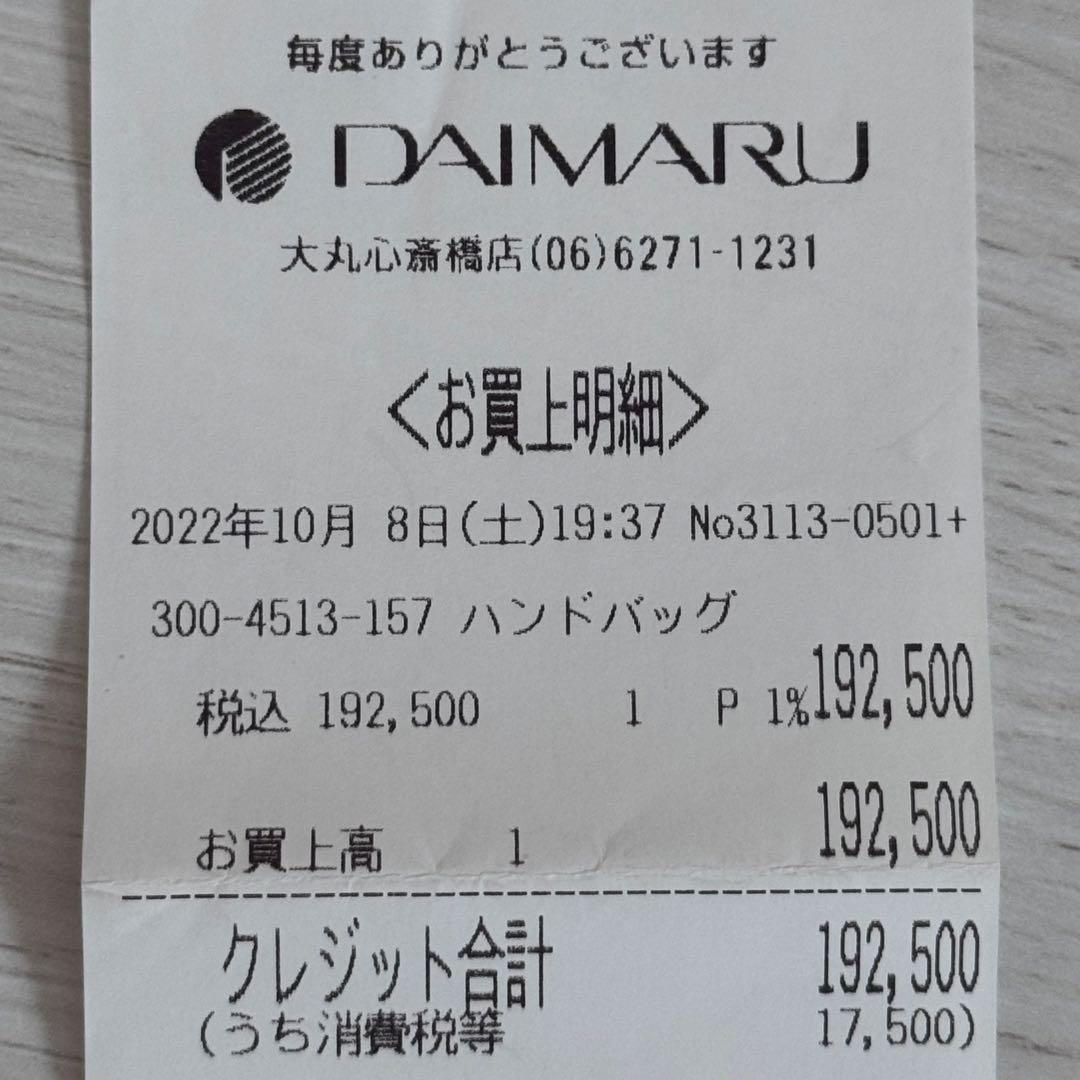 毎度ありがとうございます
DAIMARU
大丸心斎橋店(06)6271-1231
<お買上明細>
2022年10月 8日(土)19:37 No3113-0501+
300-4513-157 ハンドバッグ
税込 192,500 1 P 1%192,500
お買上高 1 192,500
クレジット合計 192,500
(うち消費税等 17,500)